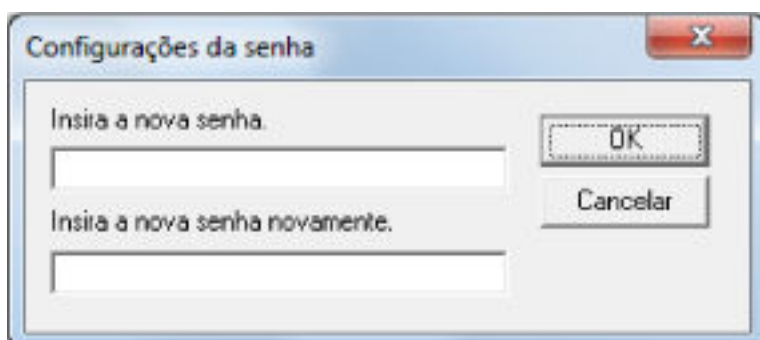 Configurações da senha
Insira a nova senha.
OK
Insira a nova senha novamente.
Cancelar